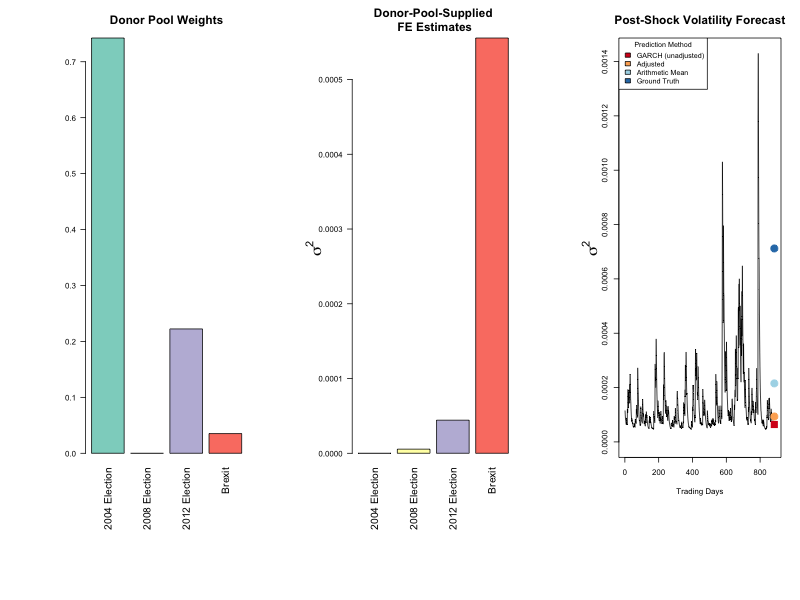 Donor Pool Weights
0.7
0.6
0.5
0.4
0.3
0.2
0.1
0.0
2004 Election
2008 Election
2012 Election
Brexit
Donor-Pool-Supplied
FE Estimates
σ²
0.0005
0.0004
0.0003
0.0002
0.0001
0.0000
2004 Election
2008 Election
2012 Election
Brexit
Post-Shock Volatility Forecast
Prediction Method
GARCH (unadjusted)
Adjusted
Arithmetic Mean
Ground Truth
σ²
0.0014
0.0012
0.0010
0.0008
0.0006
0.0004
0.0002
0.0000
0 200 400 600 800
Trading Days